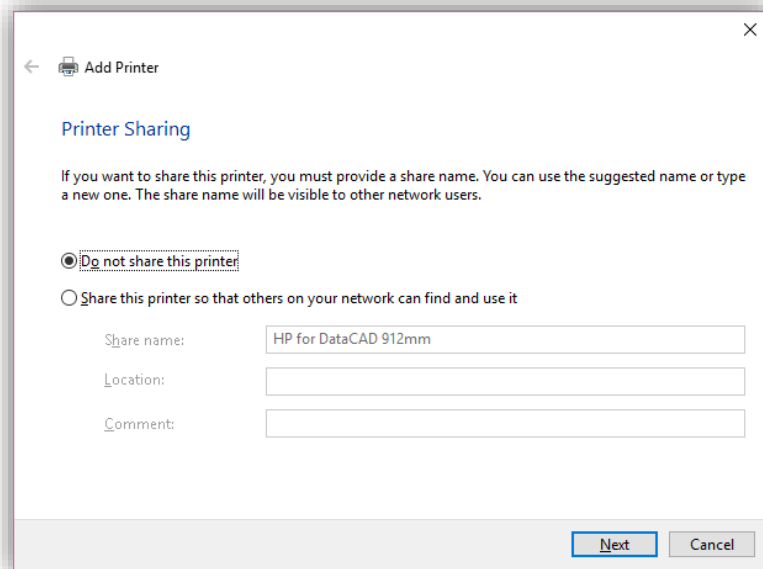 Add Printer
Printer Sharing
If you want to share this printer, you must provide a share name. You can use the suggested name or type
a new one. The share name will be visible to other network users.
Do not share this printer
Share this printer so that others on your network can find and use it
Share name: HP for DataCAD 912mm
Location:
Comment:
Next Cancel